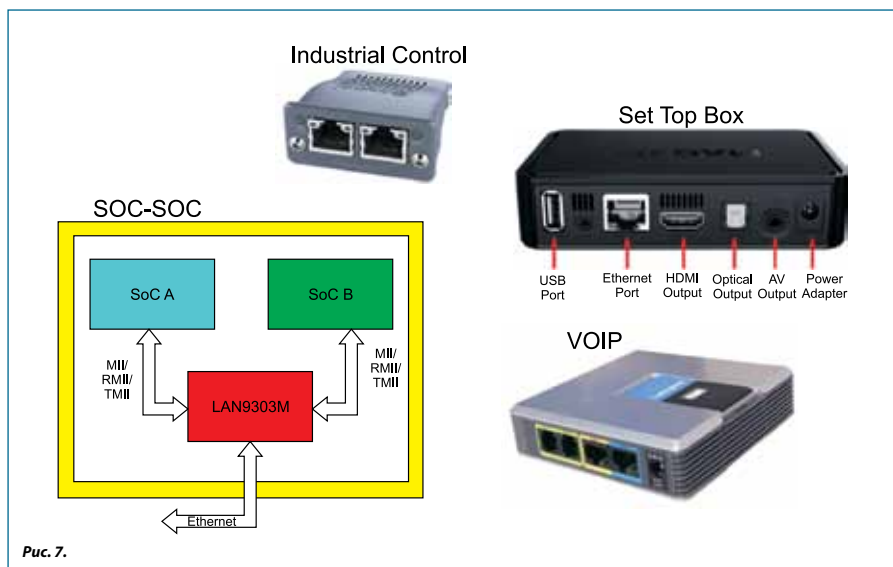 Industrial Control
Set Top Box
USB
Port
Ethernet
Port
HDMI
Output
Optical
Output
AV
Output
Power
Adapter
SOC-SOC
SoC A
SoC B
MII/
RMII/
TMII
MII/
RMII/
TMII
LAN9303M
Ethernet
VOIP
Рис. 7.